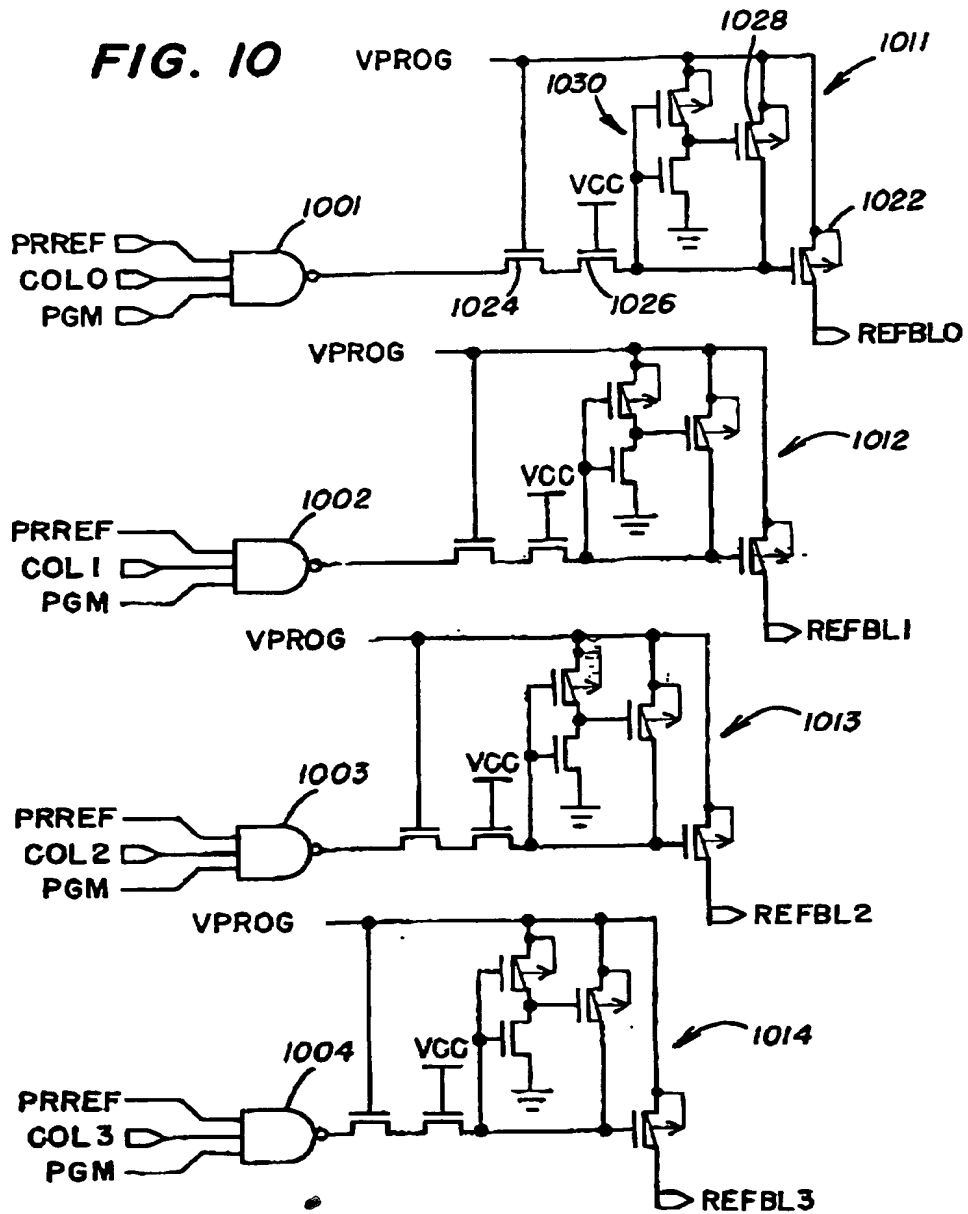 FIG. 10
VPROG
1028
1011
1030
VCC
1022
1001
PRREF
COL0
PGM
1024
1026
REFBL0
VPROG
1012
VCC
1002
PRREF
COL1
PGM
REFBL1
VPROG
1013
VCC
1003
PRREF
COL2
PGM
REFBL2
VPROG
1014
VCC
1004
PRREF
COL3
PGM
REFBL3